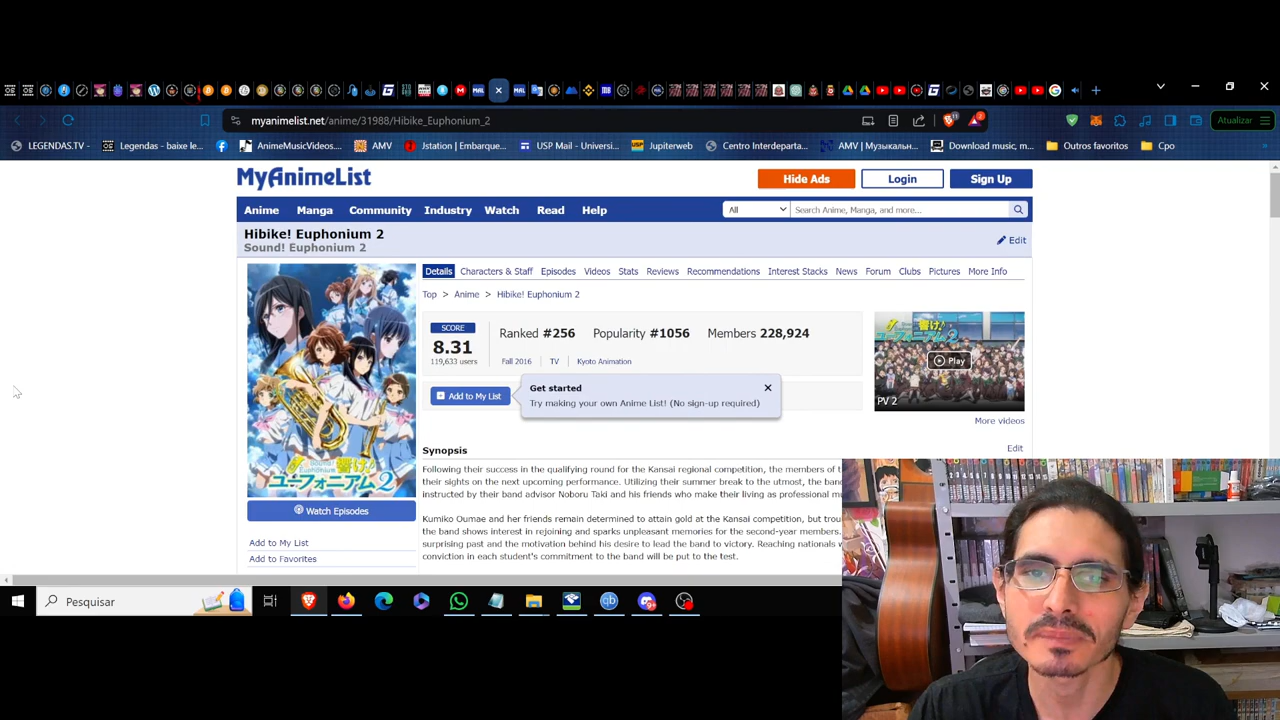 myanimelist.net/anime/31988/Hibike_Euphonium_2
Atualizar
LEGENDAS.TV - Legendas - baixe le... AnimeMusicVideos.... AMV Jstation | Embarque... USP Mail - Universi... Jupiterweb Centro Interdeparta... AMV | Музыкальн... Download music, m... Outros favoritos Cpo
MyAnimeList
Hide Ads Login Sign Up
Anime Manga Community Industry Watch Read Help All Search Anime, Manga, and more...
Hibike! Euphonium 2
Sound! Euphonium 2
Edit
Details Characters & Staff Episodes Videos Stats Reviews Recommendations Interest Stacks News Forum Clubs Pictures More Info
Top > Anime > Hibike! Euphonium 2
SCORE
8.31
119,633 users
Ranked #256 Popularity #1056 Members 228,924
Fall 2016 TV Kyoto Animation
Play
PV 2
More videos
Add to My List
Get started
Try making your own Anime List! (No sign-up required)
Synopsis
Edit
Following their success in the qualifying round for the Kansai regional competition, the members of t
their sights on the next upcoming performance. Utilizing their summer break to the utmost, the band
instructed by their band advisor Noboru Taki and his friends who make their living as professional m
Kumiko Oumae and her friends remain determined to attain gold at the Kansai competition, but trou
the band shows interest in rejoining and sparks unpleasant memories for the second-year members.
surprising past and the motivation behind his desire to lead the band to victory. Reaching nationals w
conviction in each student's commitment to the band will be put to the test.
響け!
ユーフォニアム2
Watch Episodes
Add to My List
Add to Favorites
Pesquisar